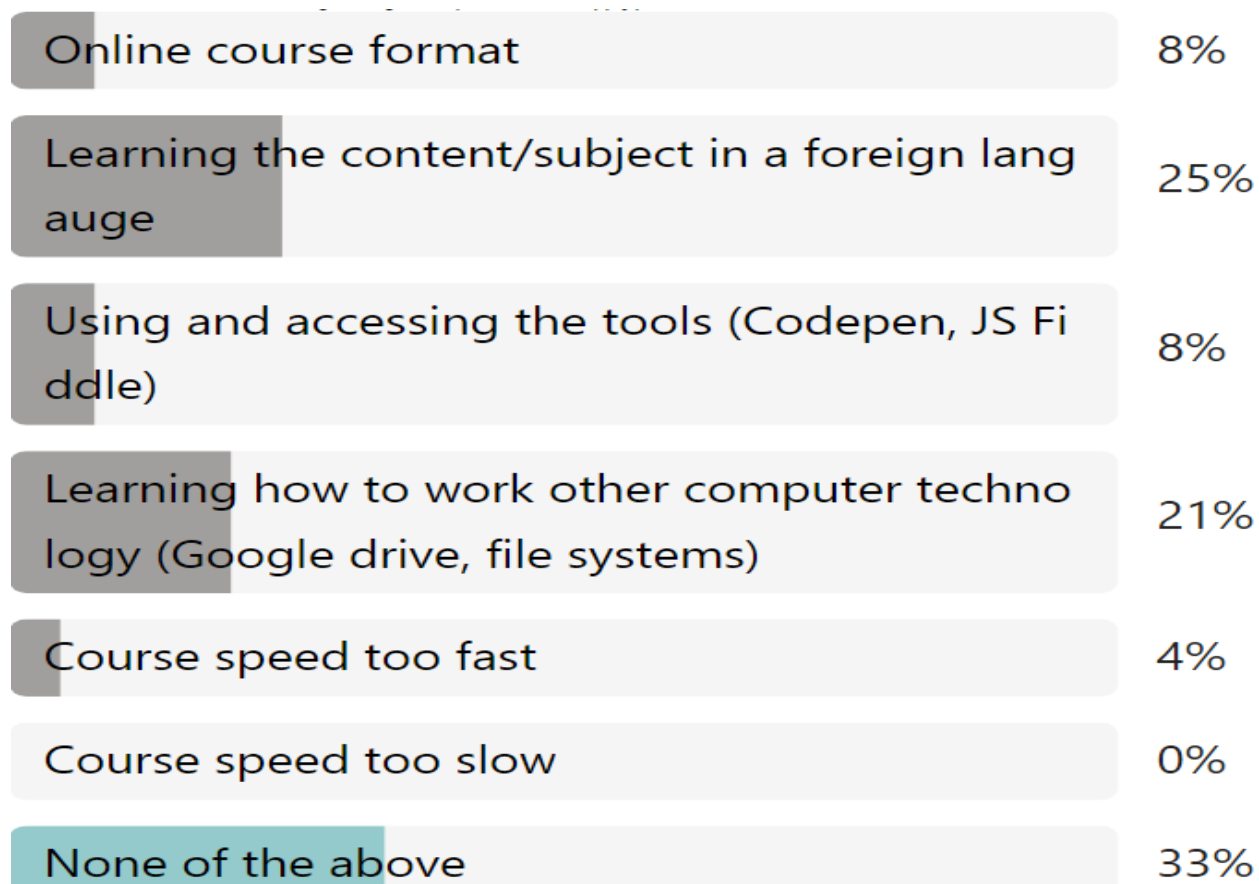 Online course format
8%
Learning the content/subject in a foreign lang
auge
25%
Using and accessing the tools (Codepen, JS Fi
ddle)
8%
Learning how to work other computer techno
logy (Google drive, file systems)
21%
Course speed too fast
4%
Course speed too slow
0%
None of the above
33%